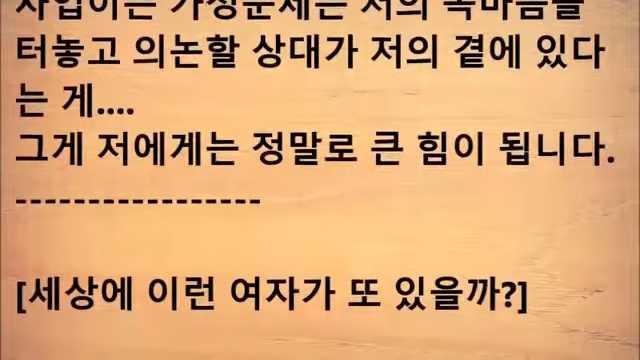 사업이든 가정문제든 저의 속마음을
터놓고 의논할 상대가 저의 곁에 있다
는 게....
그게 저에게는 정말로 큰 힘이 됩니다.
-----------------
[세상에 이런 여자가 또 있을까?]